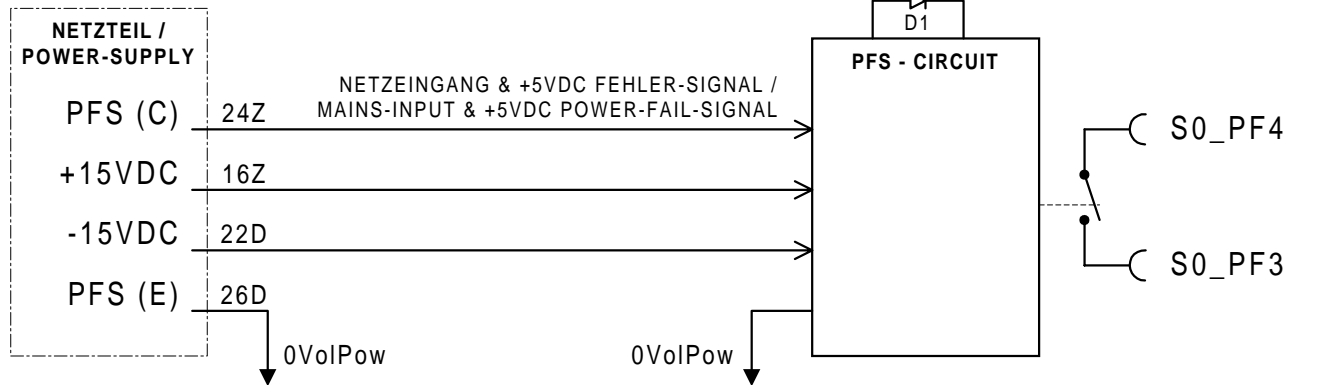 D1
NETZTEIL /
POWER-SUPPLY
PFS - CIRCUIT
NETZEINGANG & +5VDC FEHLER-SIGNAL /
MAINS-INPUT & +5VDC POWER-FAIL-SIGNAL
PFS (C) 24Z
S0_PF4
+15VDC 16Z
-15VDC 22D
S0_PF3
PFS (E) 26D
0VolPow
0VolPow